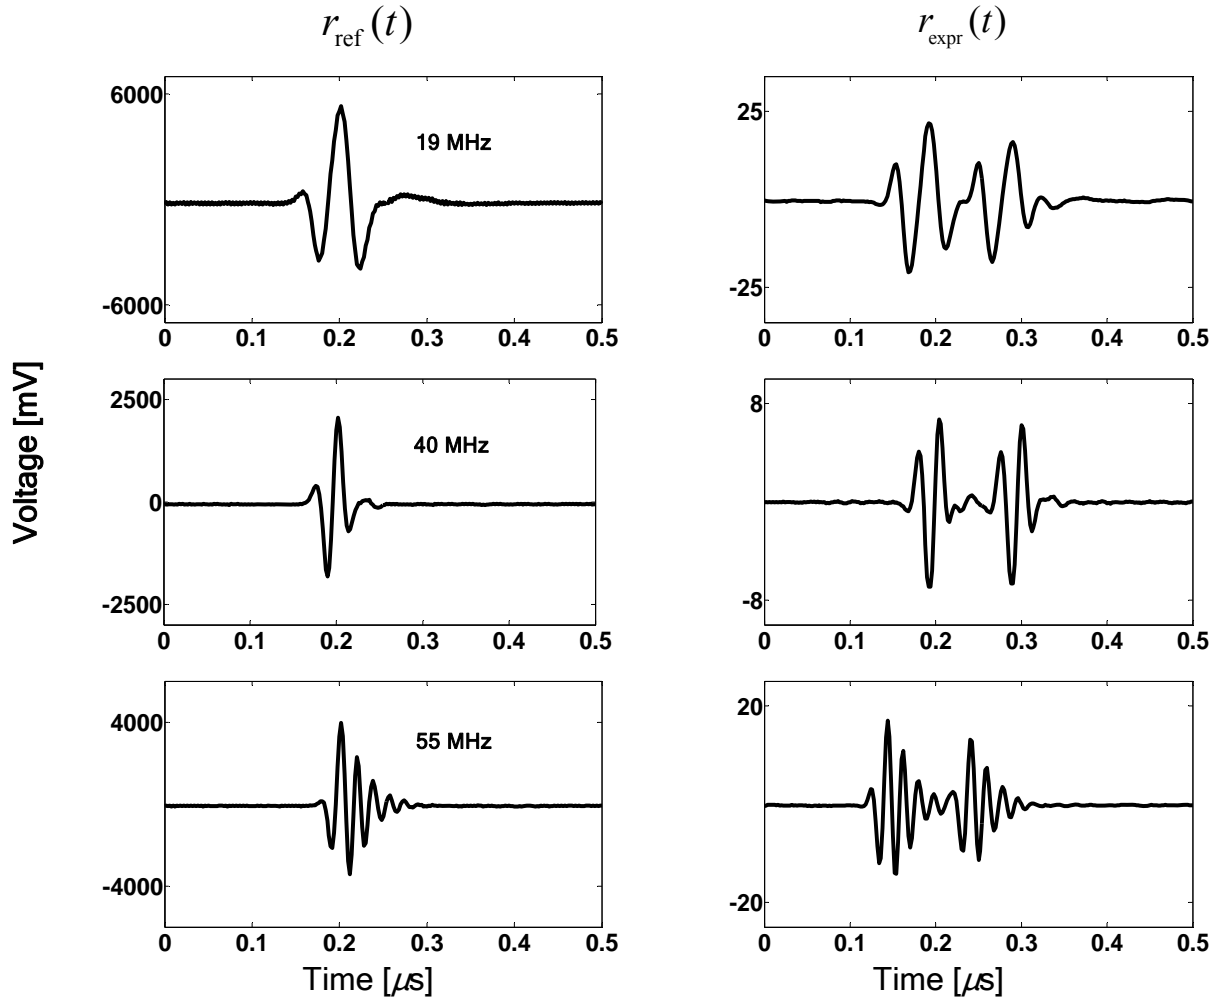 r_ref (t) r_expr (t)
6000
-6000
19 MHz
0 0.1 0.2 0.3 0.4 0.5
25
-25
0 0.1 0.2 0.3 0.4 0.5
Voltage [mV]
2500
0
-2500
40 MHz
0 0.1 0.2 0.3 0.4 0.5
8
-8
0 0.1 0.2 0.3 0.4 0.5
4000
-4000
55 MHz
0 0.1 0.2 0.3 0.4 0.5
Time [μs]
20
-20
0 0.1 0.2 0.3 0.4 0.5
Time [μs]